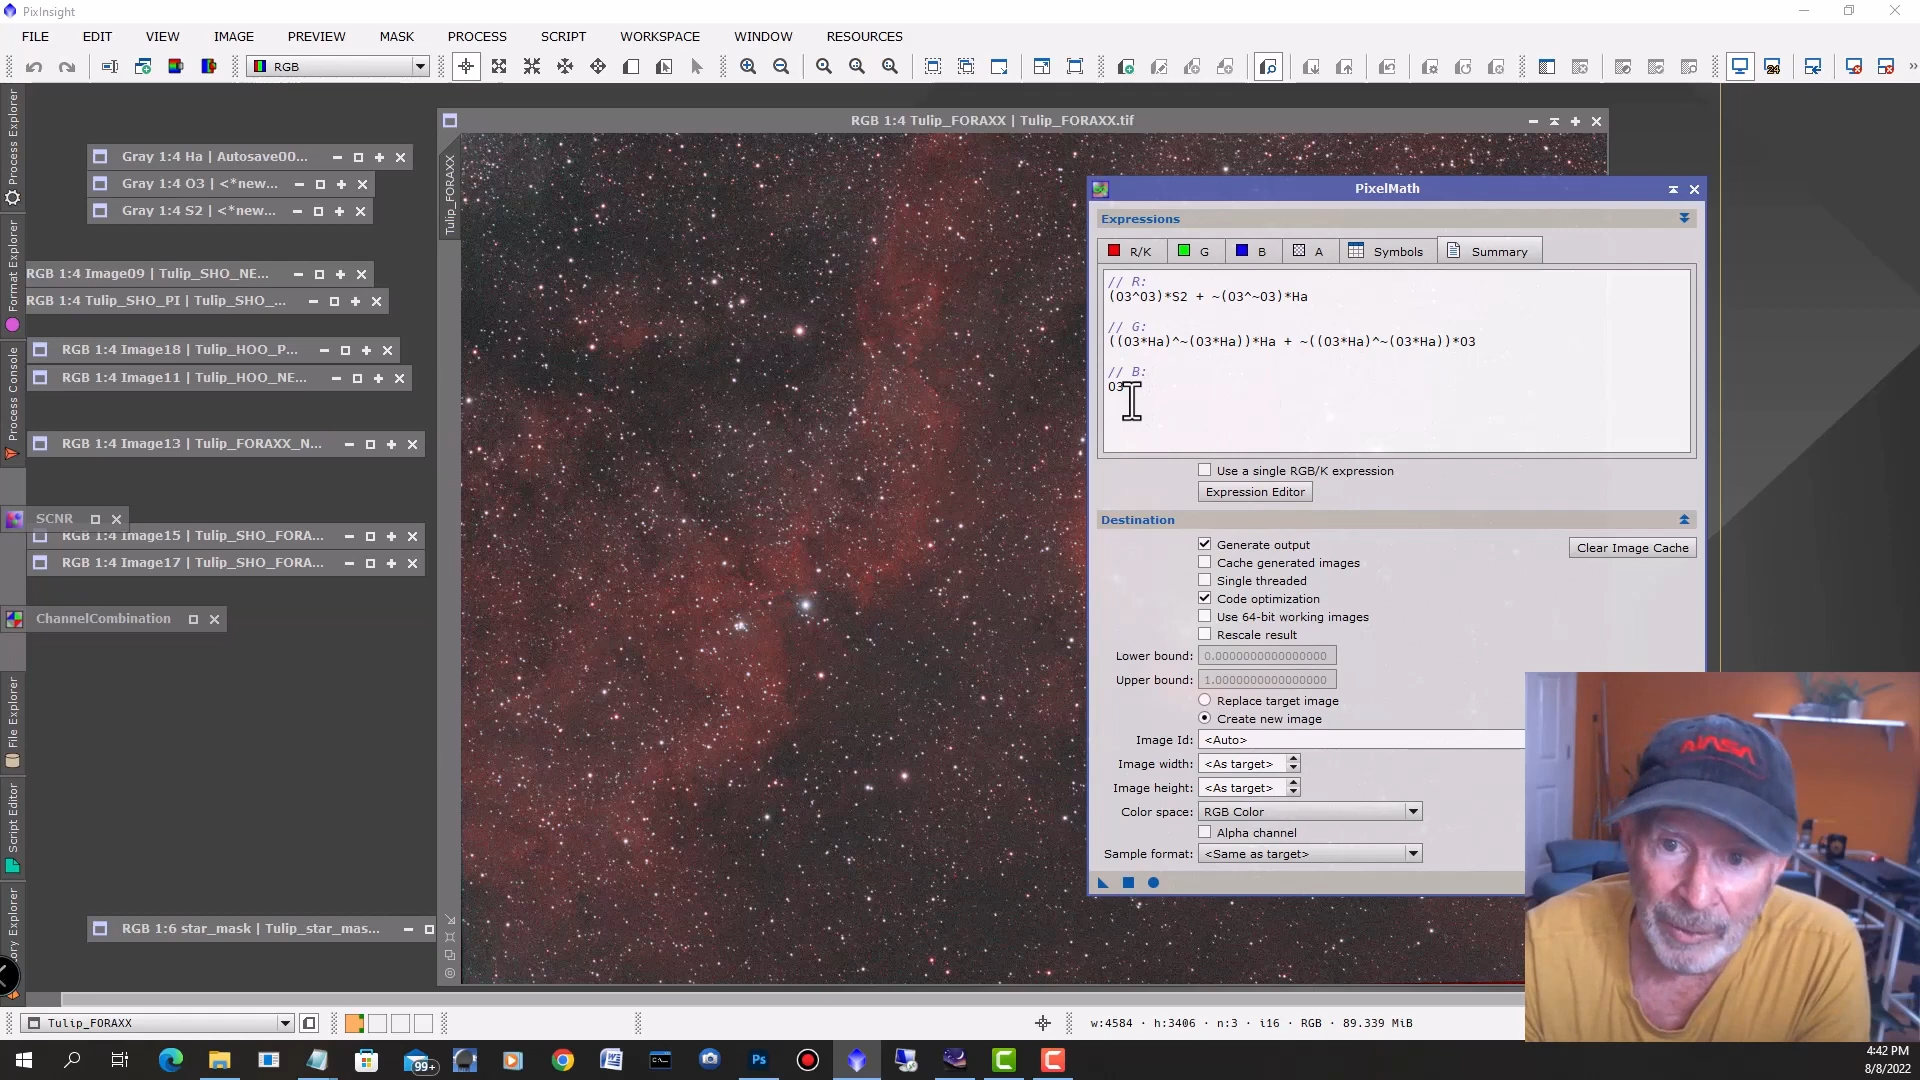 PixInsight
FILE EDIT VIEW IMAGE PREVIEW MASK PROCESS SCRIPT WORKSPACE WINDOW RESOURCES
RGB
24
Process Explorer
Format Explorer
Process Console
File Explorer
Script Editor
ory Explorer
Gray 1:4 Ha | Autosave00...
Gray 1:4 O3 | <*new...
Gray 1:4 S2 | <*new...
RGB 1:4 Image09 | Tulip_SHO_NE...
RGB 1:4 Tulip_SHO_PI | Tulip_SHO_...
RGB 1:4 Image18 | Tulip_HOO_P...
RGB 1:4 Image11 | Tulip_HOO_NE...
RGB 1:4 Image13 | Tulip_FORAXX_N...
SCNR
RGB 1:4 Image15 | Tulip_SHO_FORA...
RGB 1:4 Image17 | Tulip_SHO_FORA...
ChannelCombination
RGB 1:6 star_mask | Tulip_star_mas...
RGB 1:4 Tulip_FORAXX | Tulip_FORAXX.tif
Tulip_FORAXX
PixelMath
Expressions
R/K G B A Symbols Summary
// R:
(O3^O3)*S2 + ~(O3^~O3)*Ha
// G:
((O3*Ha)^~(O3*Ha))*Ha + ~((O3*Ha)^~(O3*Ha))*O3
// B:
O3
Use a single RGB/K expression
Expression Editor
Destination
Generate output
Clear Image Cache
Cache generated images
Single threaded
Code optimization
Use 64-bit working images
Rescale result
Lower bound: 0.0000000000000000
Upper bound: 1.0000000000000000
Replace target image
Create new image
Image Id: <Auto>
Image width: <As target>
Image height: <As target>
Color space: RGB Color
Alpha channel
Sample format: <Same as target>
NASA
Tulip_FORAXX
w:4584 · h:3406 · n:3 · i16 · RGB · 89.339 MiB
99+
Ps
4:42 PM
8/8/2022